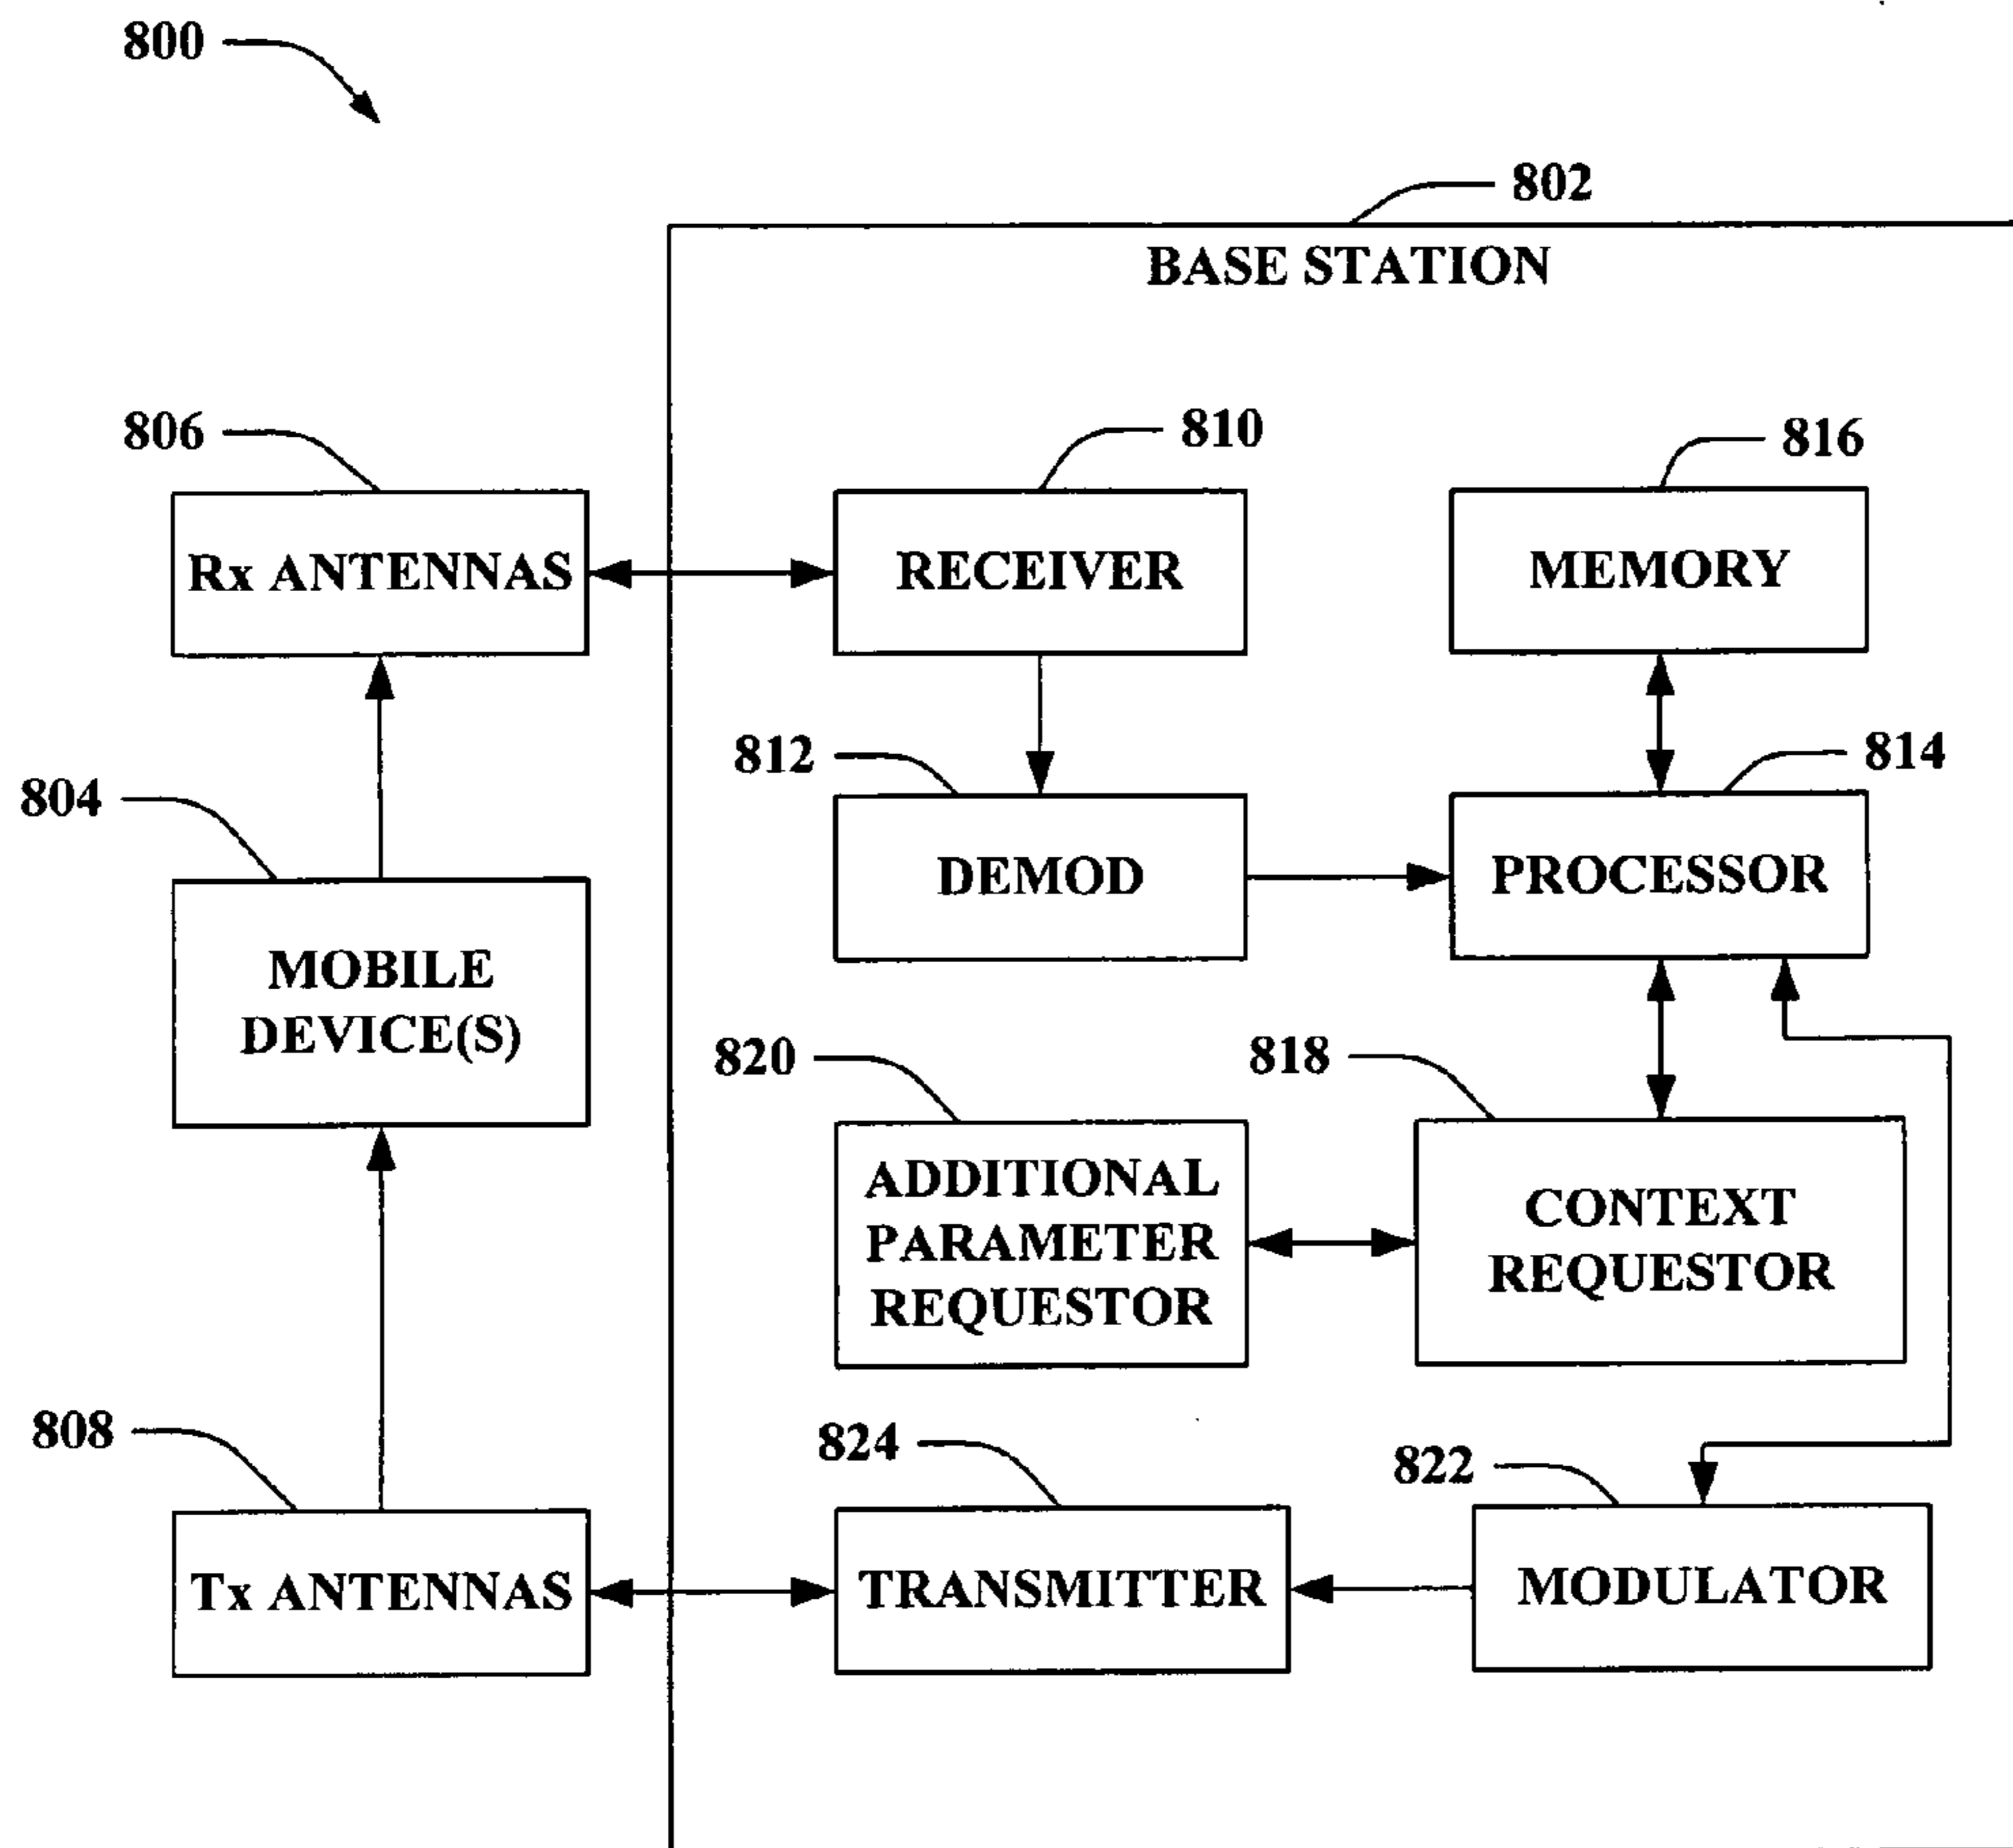 800
802
BASE STATION
806
810
816
Rx ANTENNAS
RECEIVER
MEMORY
812
814
804
DEMOD
PROCESSOR
MOBILE
DEVICE(S)
820
818
ADDITIONAL
PARAMETER
REQUESTOR
CONTEXT
REQUESTOR
808
824
822
Tx ANTENNAS
TRANSMITTER
MODULATOR